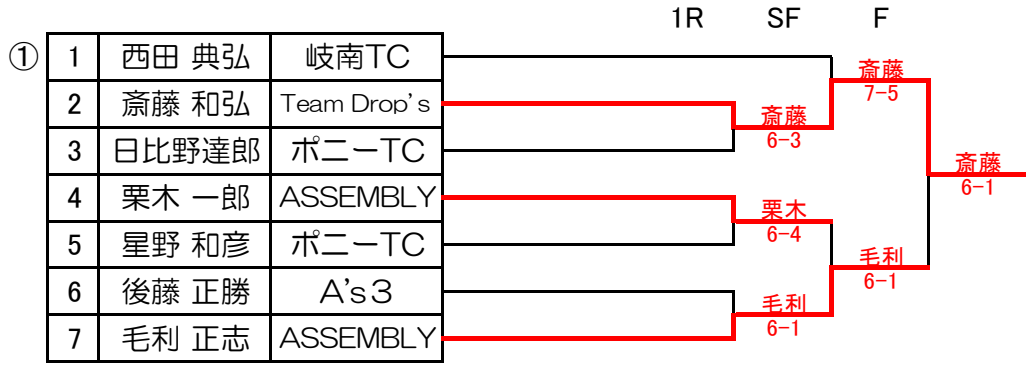 1R SF F
① 1 西田 典弘 岐南TC
斎藤
7-5
2 斎藤 和弘 Team Drop's
斎藤
6-3
3 日比野達郎 ポニーTC
斎藤
6-1
4 栗木 一郎 ASSEMBLY
栗木
6-4
5 星野 和彦 ポニーTC
毛利
6-1
6 後藤 正勝 A's3
毛利
6-1
7 毛利 正志 ASSEMBLY